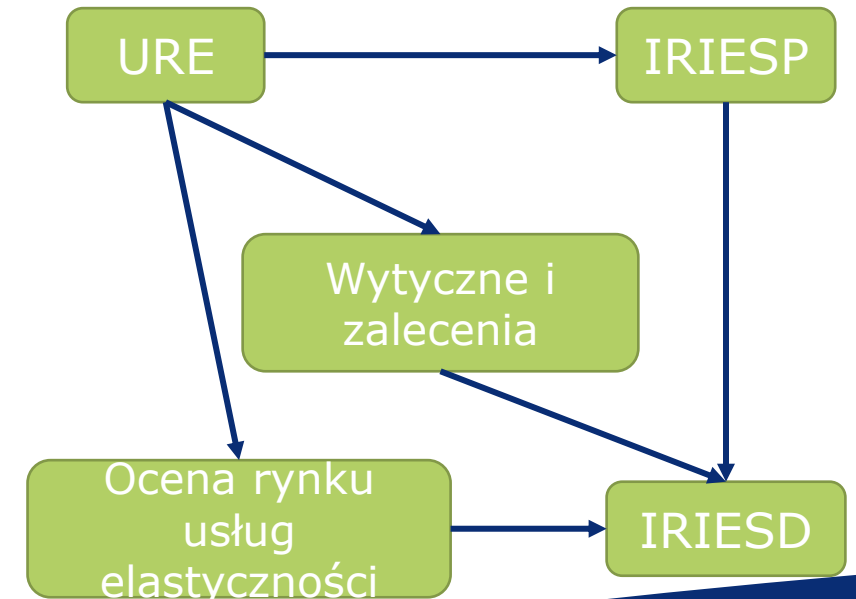 URE
IRIESP
Wytyczne i
zalecenia
Ocena rynku
usług
elastyczności
IRIESD